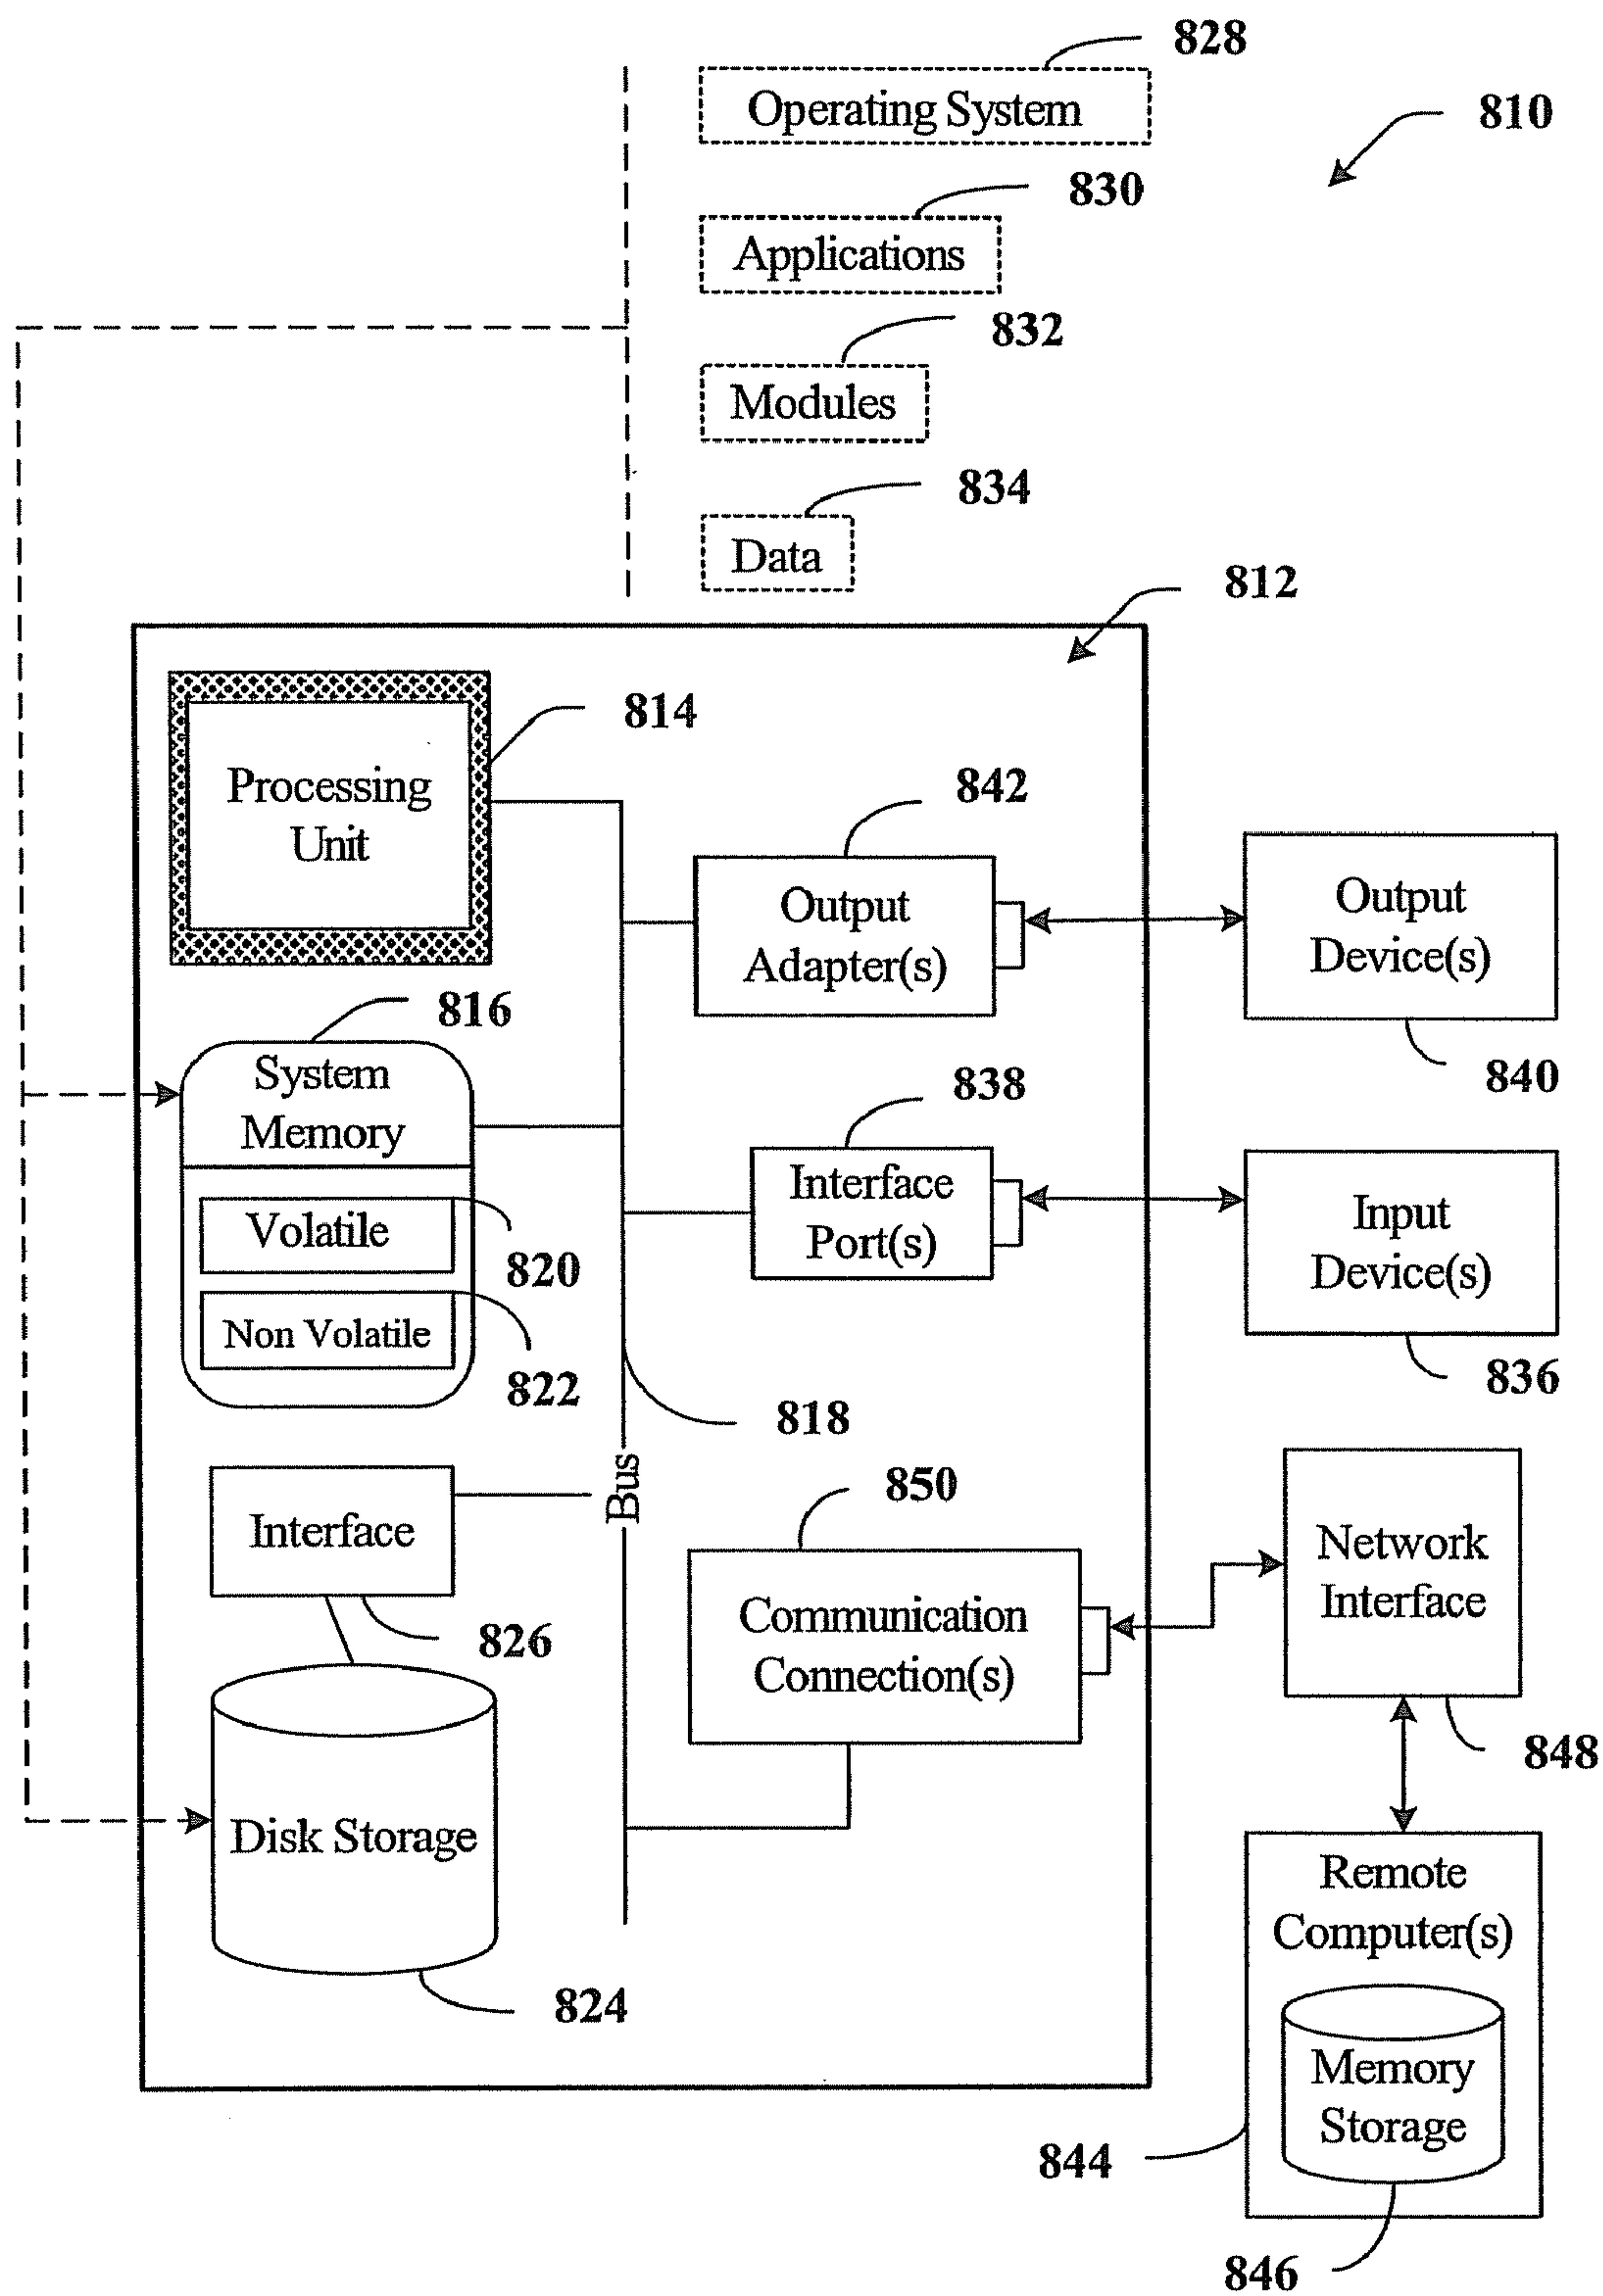 828
Operating System
810
830
Applications
832
Modules
834
Data
812
814
Processing
Unit
842
Output
Adapter(s)
Output
Device(s)
840
816
System
Memory
838
Interface
Port(s)
Input
Device(s)
836
Volatile
820
Non Volatile
822
818
Bus
Interface
826
850
Communication
Connection(s)
Network
Interface
848
Disk Storage
824
Remote
Computer(s)
Memory
Storage
844
846